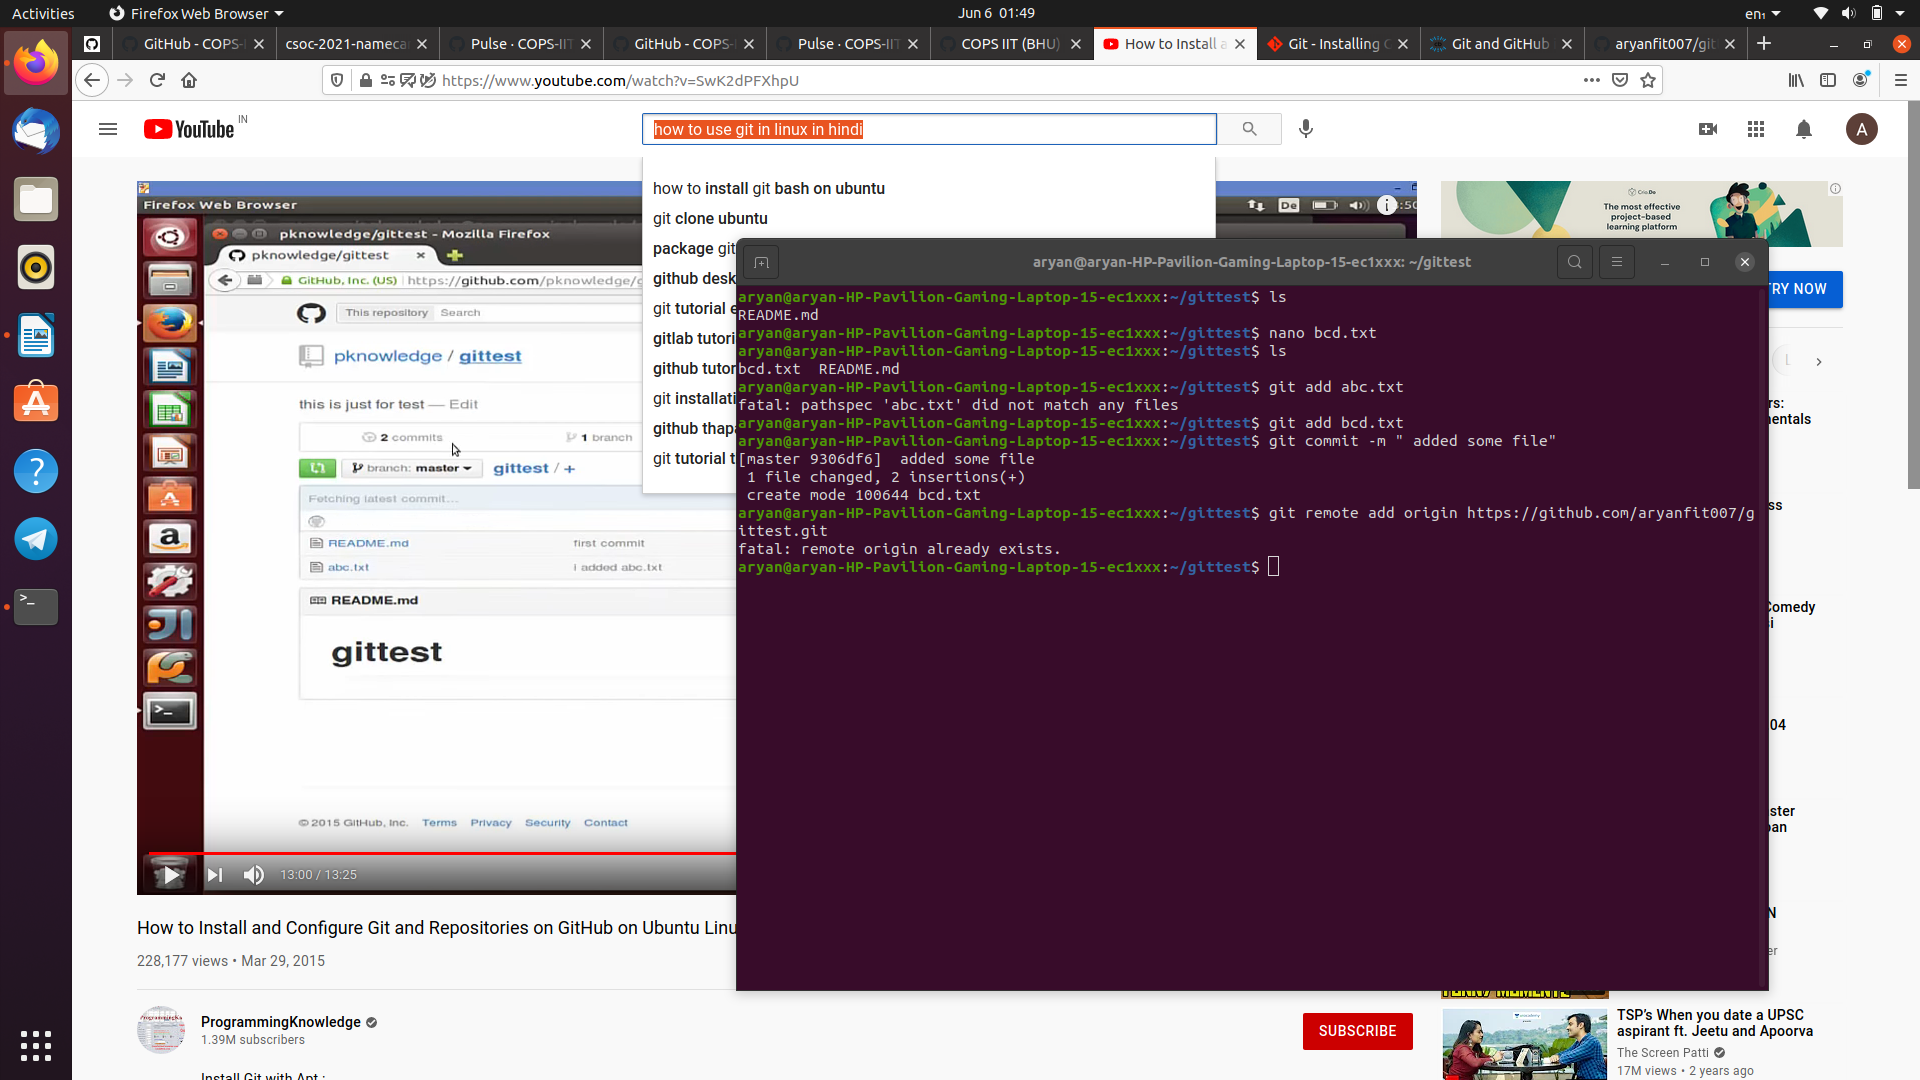 Activities
Firefox Web Browser
Jun 6 01:49
en₁
GitHub - COPS-
csoc-2021-nameca
Pulse · COPS-IIT
GitHub - COPS-
Pulse · COPS-IIT
COPS IIT (BHU)
How to Install a
Git - Installing
Git and GitHub
aryanfit007/git
https://www.youtube.com/watch?v=SwK2dPFXhpU
YouTube IN
how to use git in linux in hindi
A
how to install git bash on ubuntu
git clone ubuntu
package git
github desk
git tutorial e
gitlab tutori
github tutor
git installati
github thapa
git tutorial t
Firefox Web Browser
De
pknowledge/gittest - Mozilla Firefox
pknowledge/gittest
GitHub, Inc. (US)
https://github.com/pknowledge/g
This repository
Search
pknowledge / gittest
this is just for test — Edit
2 commits
1 branch
branch: master
gittest / +
Fetching latest commit...
README.md
first commit
abc.txt
i added abc.txt
README.md
gittest
© 2015 GitHub, Inc. Terms Privacy Security Contact
13:00 / 13:25
aryan@aryan-HP-Pavilion-Gaming-Laptop-15-ec1xxx: ~/gittest
aryan@aryan-HP-Pavilion-Gaming-Laptop-15-ec1xxx:~/gittest$ ls
README.md
aryan@aryan-HP-Pavilion-Gaming-Laptop-15-ec1xxx:~/gittest$ nano bcd.txt
aryan@aryan-HP-Pavilion-Gaming-Laptop-15-ec1xxx:~/gittest$ ls
bcd.txt  README.md
aryan@aryan-HP-Pavilion-Gaming-Laptop-15-ec1xxx:~/gittest$ git add abc.txt
fatal: pathspec 'abc.txt' did not match any files
aryan@aryan-HP-Pavilion-Gaming-Laptop-15-ec1xxx:~/gittest$ git add bcd.txt
aryan@aryan-HP-Pavilion-Gaming-Laptop-15-ec1xxx:~/gittest$ git commit -m " added some file"
[master 9306df6]  added some file
 1 file changed, 2 insertions(+)
 create mode 100644 bcd.txt
aryan@aryan-HP-Pavilion-Gaming-Laptop-15-ec1xxx:~/gittest$ git remote add origin https://github.com/aryanfit007/g
ittest.git
fatal: remote origin already exists.
aryan@aryan-HP-Pavilion-Gaming-Laptop-15-ec1xxx:~/gittest$
Crio.Do
The most effective
project-based
learning platform
TRY NOW
rs:
mentals
ss
Comedy
si
04
aster
pan
N
er
How to Install and Configure Git and Repositories on GitHub on Ubuntu Linu
228,177 views • Mar 29, 2015
ProgrammingKnowledge
1.39M subscribers
SUBSCRIBE
Install Git with Apt :
TSP's When you date a UPSC
aspirant ft. Jeetu and Apoorva
The Screen Patti
17M views • 2 years ago